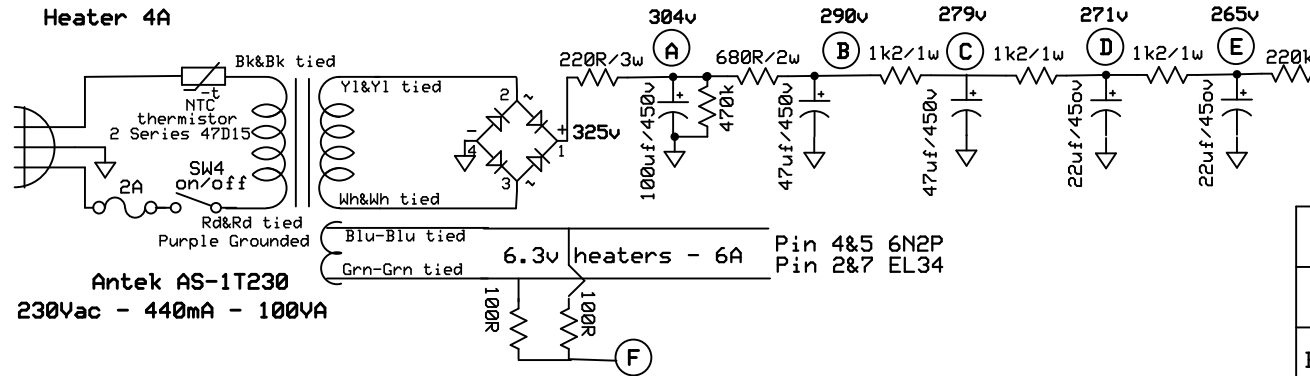 Heater 4A
304v
290v
279v
271v
265v
A
B
C
D
E
220R/3w
680R/2w
1k2/1w
1k2/1w
1k2/1w
220k
Bk&Bk tied
Yl&Yl tied
-t
NTC
thermistor
2 Series 47D15
2
~
-
+
325v
4
1
3
~
100uf/450v
470k
47uf/450v
47uf/450v
22uf/45ov
22uf/45ov
+
+
+
+
+
SW4
on/off
2A
Wh&Wh tied
Rd&Rd tied
Purple Grounded
Blu-Blu tied
6.3v heaters - 6A
Grn-Grn tied
Pin 4&5 6N2P
Pin 2&7 EL34
Antek AS-1T230
230Vac - 440mA - 100VA
100R
100R
F